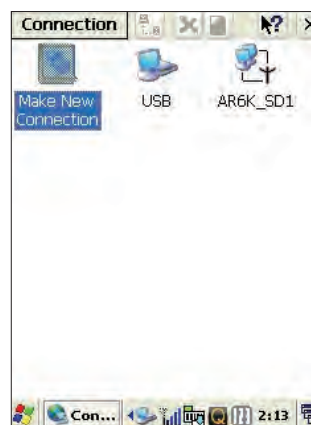 Connection
Make New
Connection
USB
AR6K_SD1
Con...
2:13